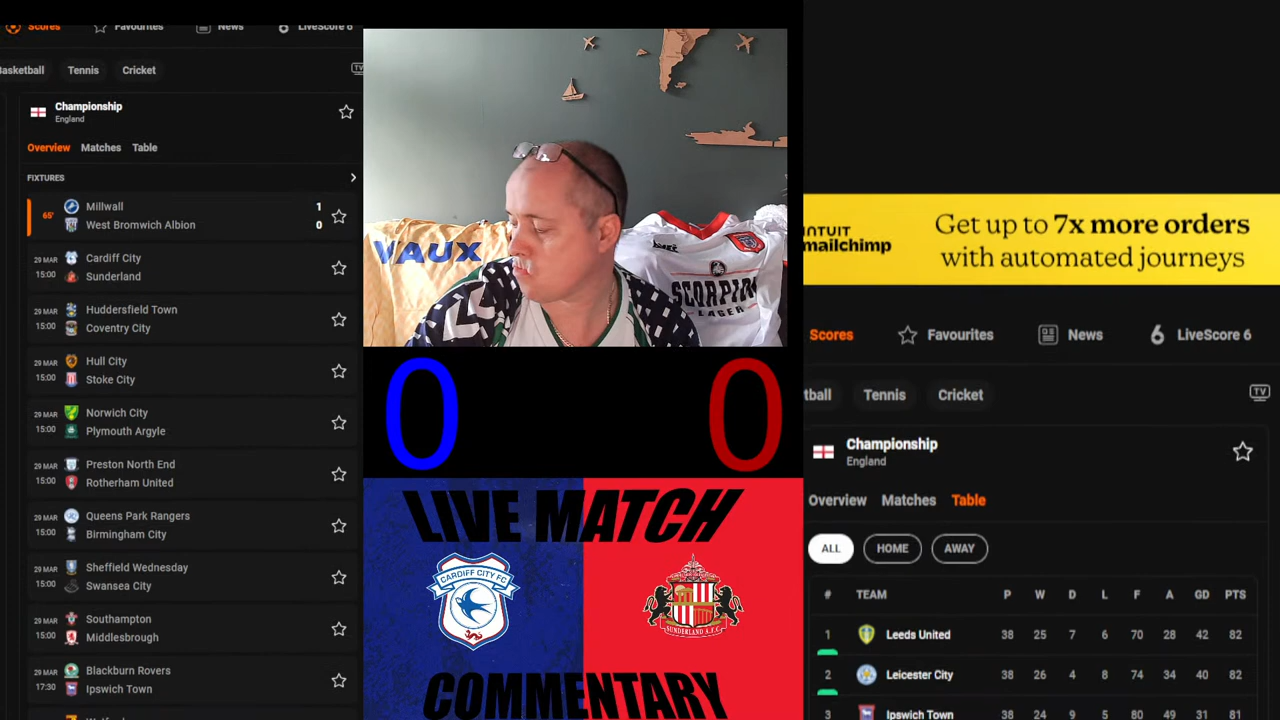 Scores
Favourites
News
LiveScore 6
Basketball
Tennis
Cricket
TV
Championship
England
Overview
Matches
Table
FIXTURES
65'
Millwall
1
West Bromwich Albion
0
29 MAR
15:00
Cardiff City
Sunderland
29 MAR
15:00
Huddersfield Town
Coventry City
29 MAR
15:00
Hull City
Stoke City
29 MAR
15:00
Norwich City
Plymouth Argyle
29 MAR
15:00
Preston North End
Rotherham United
29 MAR
15:00
Queens Park Rangers
Birmingham City
29 MAR
15:00
Sheffield Wednesday
Swansea City
29 MAR
15:00
Southampton
Middlesbrough
29 MAR
17:30
Blackburn Rovers
Ipswich Town
VAUX
SCORPION
LAGER
0
0
LIVE MATCH
CARDIFF CITY FC
SUNDERLAND A.F.C
COMMENTARY
INTUIT
mailchimp
Get up to 7x more orders
with automated journeys
Scores
Favourites
News
6 LiveScore 6
tball
Tennis
Cricket
TV
Championship
England
Overview
Matches
Table
ALL
HOME
AWAY
# TEAM P W D L F A GD PTS
1 Leeds United 38 25 7 6 70 28 42 82
2 Leicester City 38 26 4 8 74 34 40 82
3 Ipswich Town 38 24 9 5 80 49 31 81